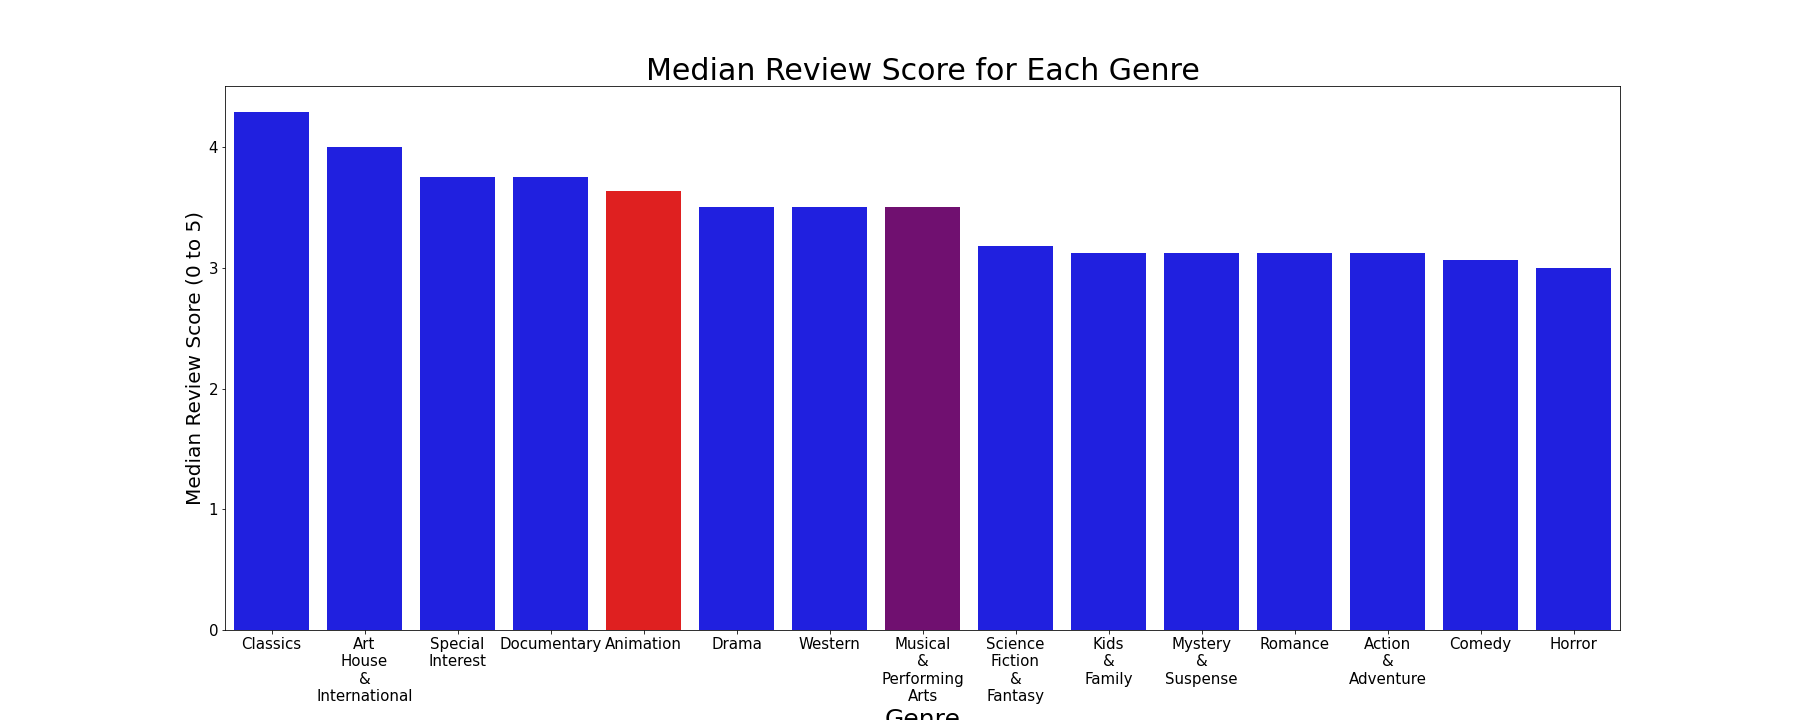 Median Review Score for Each Genre
Median Review Score (0 to 5)
4
3
2
1
0
Classics
Art
House
&
International
Special
Interest
Documentary
Animation
Drama
Western
Musical
&
Performing
Arts
Science
Fiction
&
Fantasy
Kids
&
Family
Mystery
&
Suspense
Romance
Action
&
Adventure
Comedy
Horror
Genre